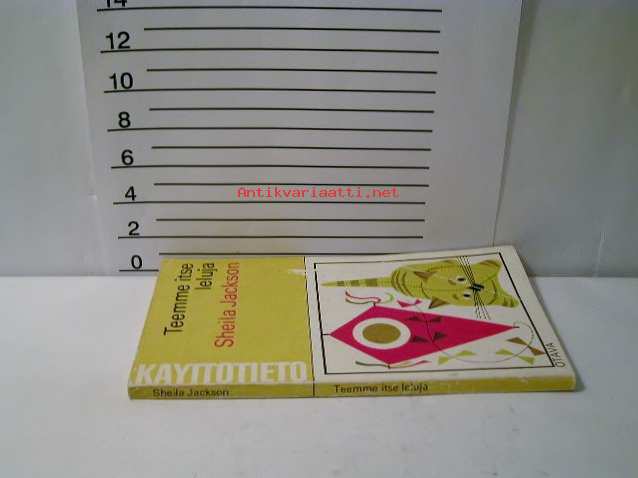 14
12
10
8
6
4
2
0
Antikvariaatti.net
Teemme itse
leluja
Sheila Jackson
KÄYTTÖTIETO
OTAVA
Sheila Jackson
Teemme itse leluja